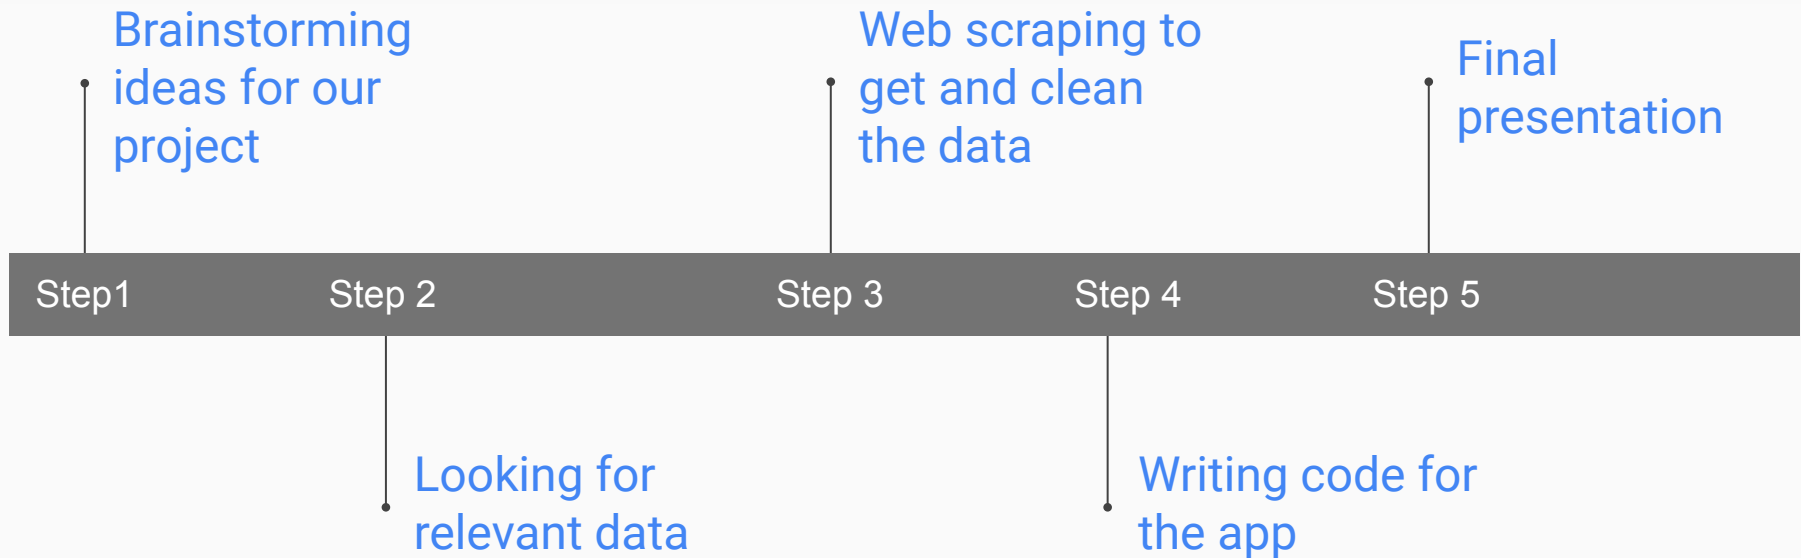 Brainstorming
ideas for our
project
Web scraping to
get and clean
the data
Final
presentation
Step1
Step 2
Step 3
Step 4
Step 5
Looking for
relevant data
Writing code for
the app